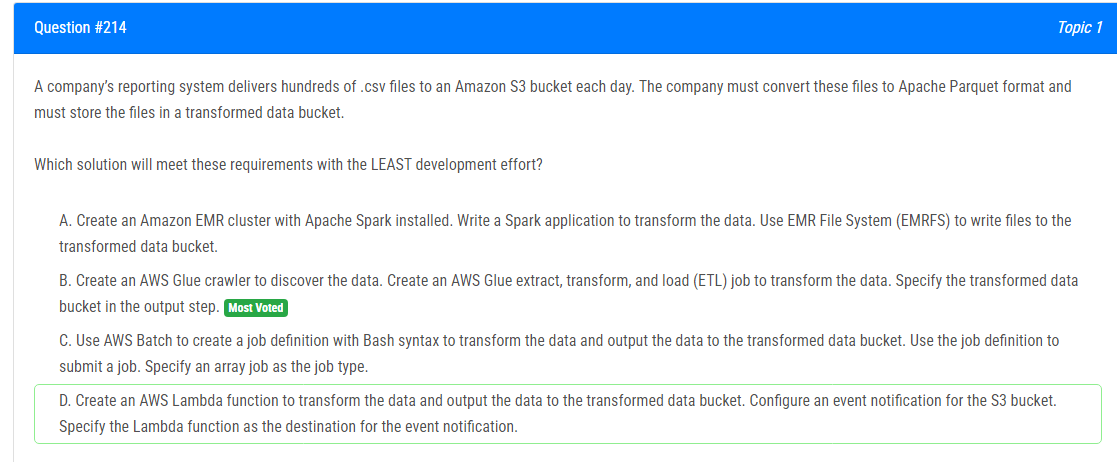 Question #214
Topic 1
A company's reporting system delivers hundreds of .csv files to an Amazon S3 bucket each day. The company must convert these files to Apache Parquet format and
must store the files in a transformed data bucket.
Which solution will meet these requirements with the LEAST development effort?
A. Create an Amazon EMR cluster with Apache Spark installed. Write a Spark application to transform the data. Use EMR File System (EMRFS) to write files to the
transformed data bucket.
B. Create an AWS Glue crawler to discover the data. Create an AWS Glue extract, transform, and load (ETL) job to transform the data. Specify the transformed data
bucket in the output step. Most Voted
C. Use AWS Batch to create a job definition with Bash syntax to transform the data and output the data to the transformed data bucket. Use the job definition to
submit a job. Specify an array job as the job type.
D. Create an AWS Lambda function to transform the data and output the data to the transformed data bucket. Configure an event notification for the S3 bucket.
Specify the Lambda function as the destination for the event notification.